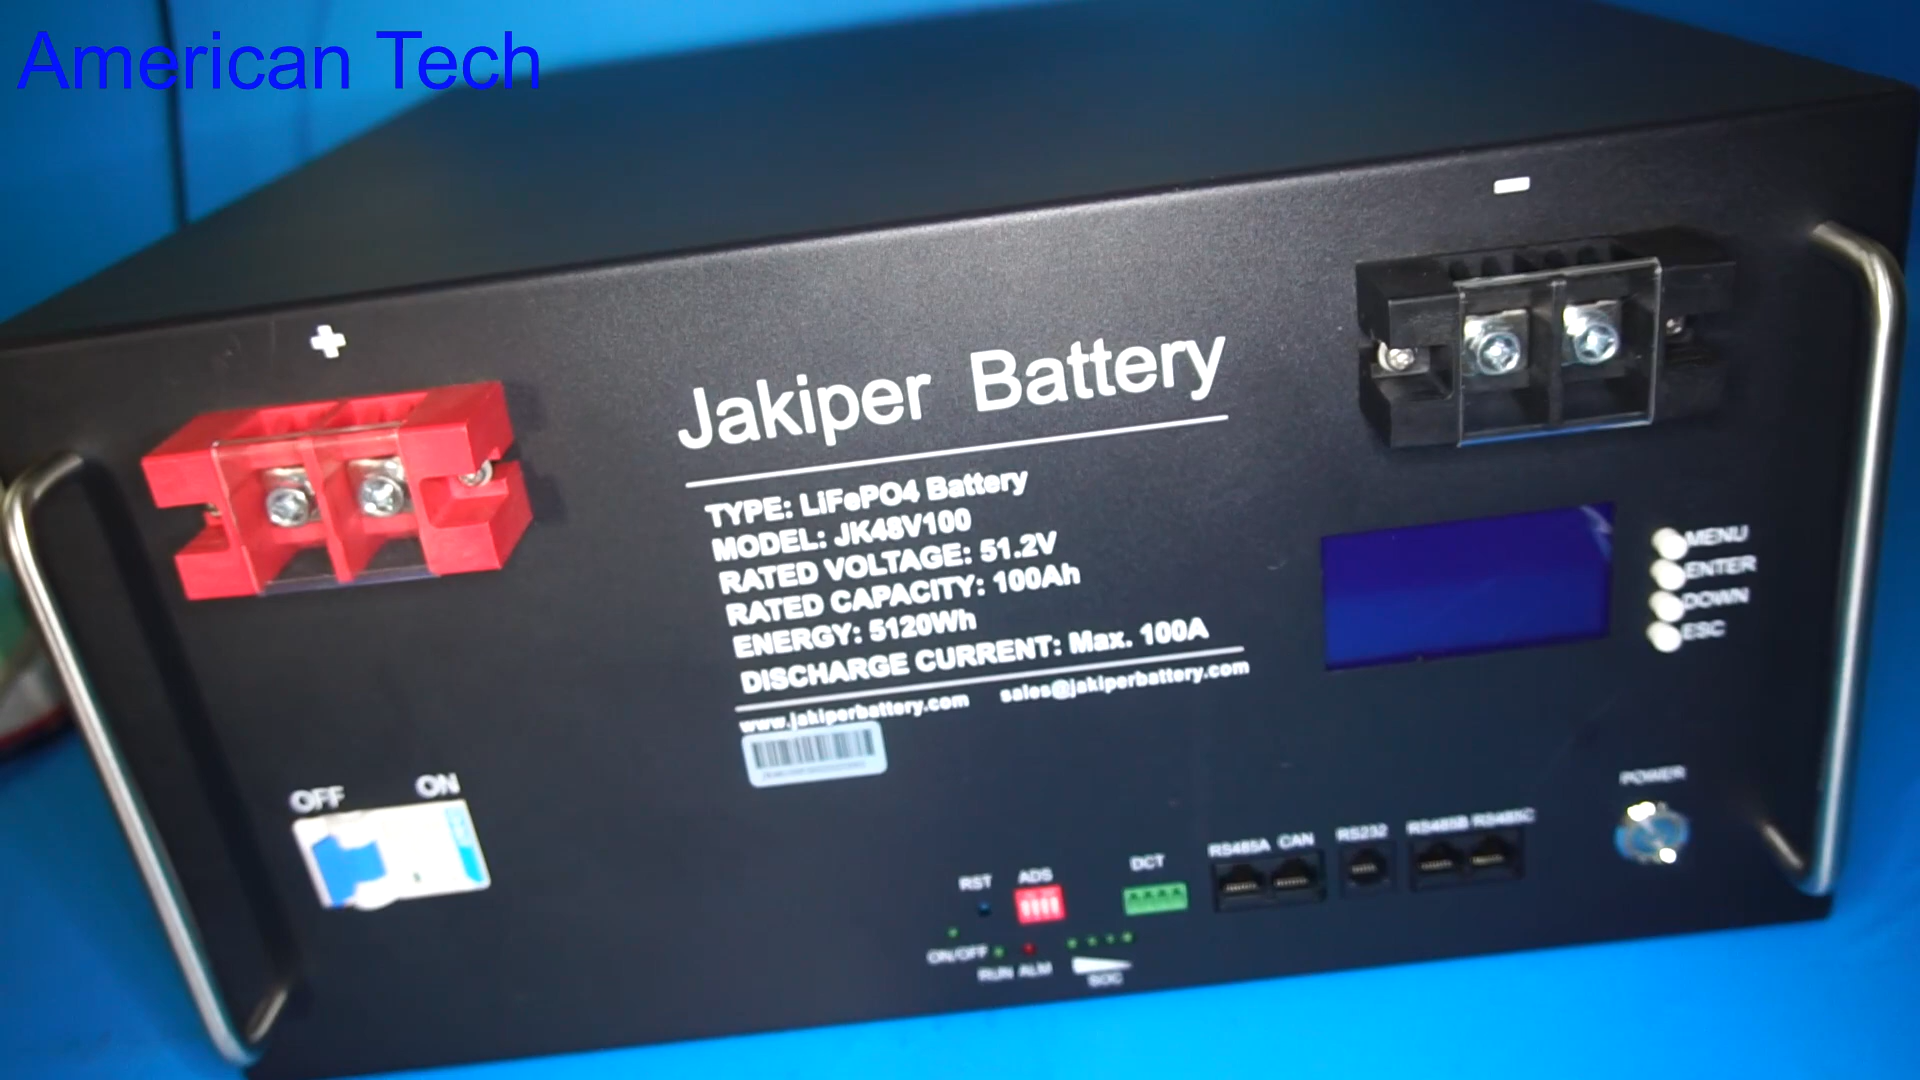 American Tech
+
-
Jakiper Battery
TYPE: LiFePO4 Battery
MODEL: JK48V100
RATED VOLTAGE: 51.2V
RATED CAPACITY: 100Ah
ENERGY: 5120Wh
DISCHARGE CURRENT: Max. 100A
www.jakiperbattery.com sales@jakiperbattery.com
MENU
ENTER
DOWN
ESC
OFF ON
POWER
RST ADS DCT RS485A CAN RS232 RS485B RS485C
ON/OFF RUN ALM SOC